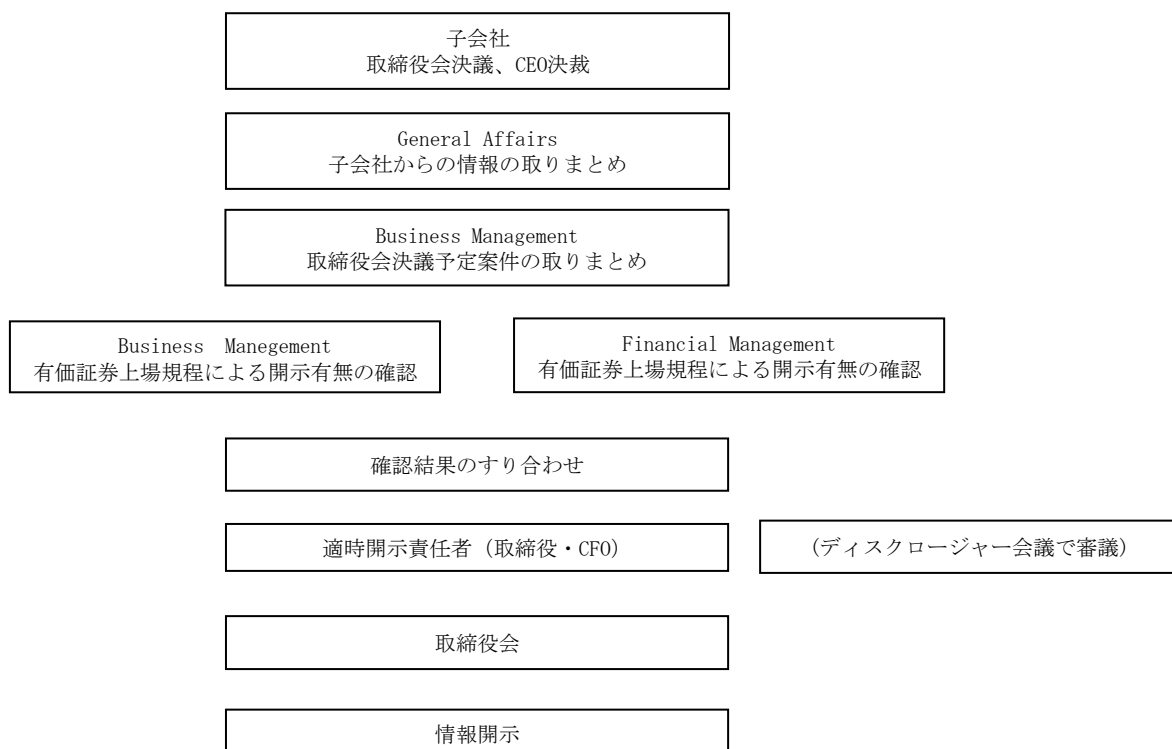 子会社
取締役会決議、CEO決裁
General Affairs
子会社からの情報の取りまとめ
Business Management
取締役会決議予定案件の取りまとめ
Business Manegement
有価証券上場規程による開示有無の確認
Financial Management
有価証券上場規程による開示有無の確認
確認結果のすり合わせ
適時開示責任者（取締役・CFO）
(ディスクロージャー会議で審議)
取締役会
情報開示